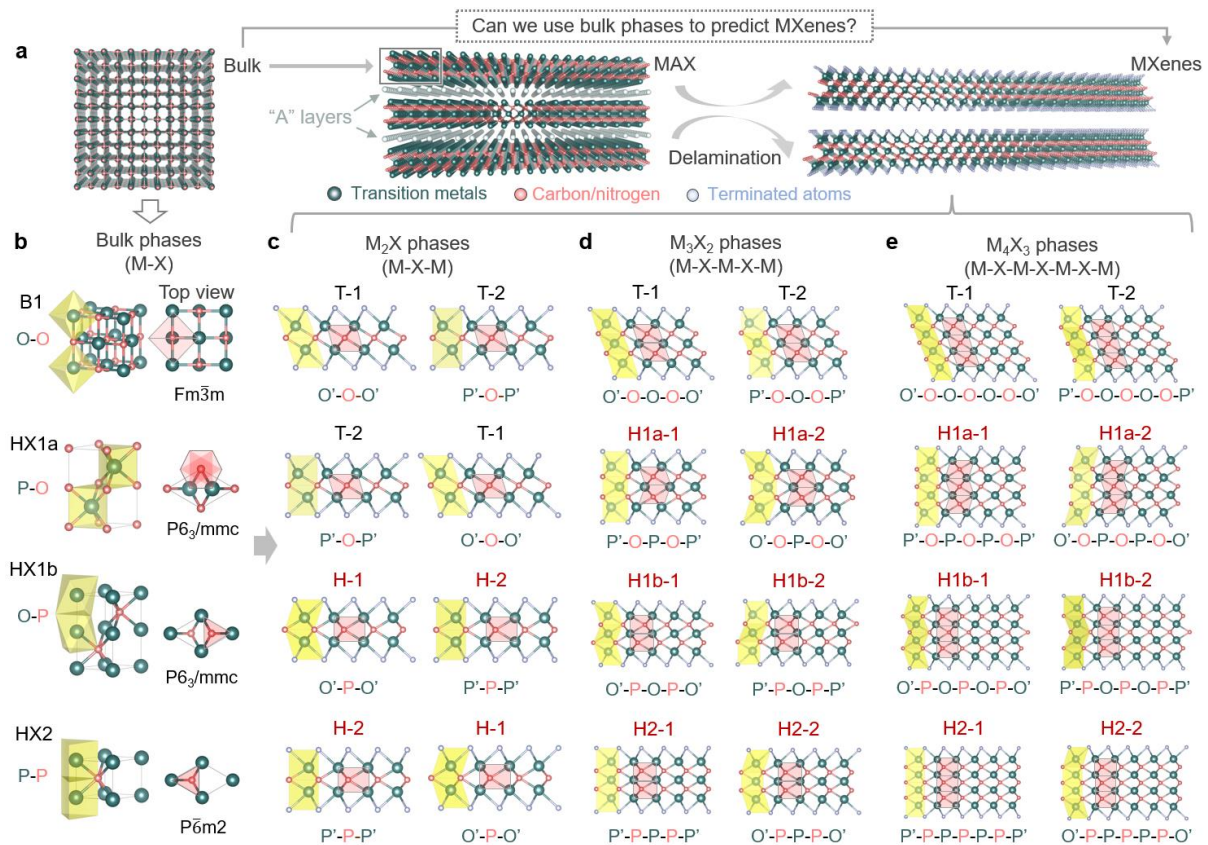 Can we use bulk phases to predict MXenes?
a
Bulk
MAX
MXenes
"A" layers
Delamination
Transition metals
Carbon/nitrogen
Terminated atoms
b
Bulk phases
(M-X)
c
M₂X phases
(M-X-M)
d
M₃X₂ phases
(M-X-M-X-M)
e
M₄X₃ phases
(M-X-M-X-M-X-M)
B1
Top view
O-O
Fm3̅m
T-1
T-2
T-1
T-2
T-1
T-2
O'-O-O'
P'-O-P'
O'-O-O-O-O'
P'-O-O-O-P'
O'-O-O-O-O-O-O'
P'-O-O-O-O-O-P'
HX1a
P-O
P6₃/mmc
T-2
T-1
H1a-1
H1a-2
H1a-1
H1a-2
P'-O-P'
O'-O-O'
P'-O-P-O-P'
O'-O-P-O-O'
P'-O-P-O-P-O-P'
O'-O-P-O-P-O-O'
HX1b
O-P
P6₃/mmc
H-1
H-2
H1b-1
H1b-2
H1b-1
H1b-2
O'-P-O'
P'-P-P'
O'-P-O-P-O'
P'-P-O-P-P'
O'-P-O-P-O-P-O'
P'-P-O-P-O-P-P'
HX2
P-P
P6̅m2
H-2
H-1
H2-1
H2-2
H2-1
H2-2
P'-P-P'
O'-P-O'
P'-P-P-P-P'
O'-P-P-P-O'
P'-P-P-P-P-P-P'
O'-P-P-P-P-P-O'